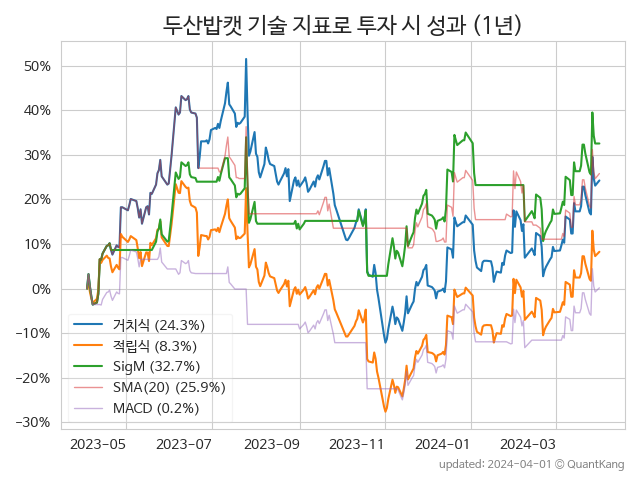 두산밥캣 기술 지표로 투자 시 성과 (1년)
50%
40%
30%
20%
10%
0%
−10%
−20%
−30%
거치식 (24.3%)
적립식 (8.3%)
SigM (32.7%)
SMA(20) (25.9%)
MACD (0.2%)
2023-05 2023-07 2023-09 2023-11 2024-01 2024-03
updated: 2024-04-01 ⓒ QuantKang